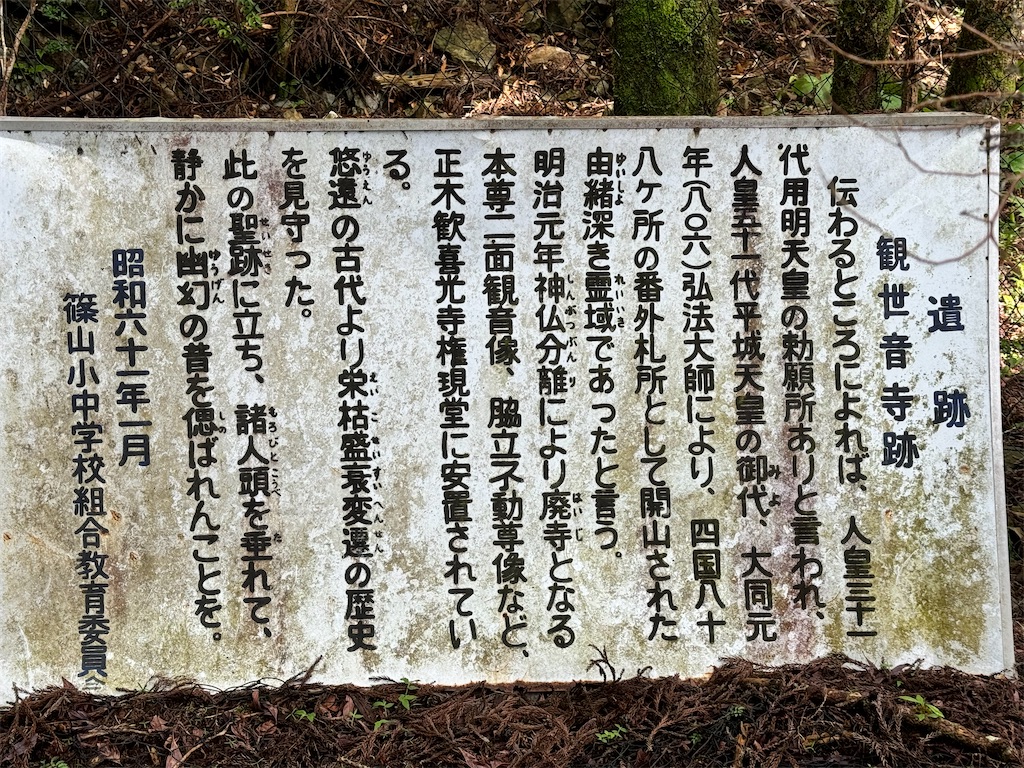 遺跡
観世音寺跡
伝わるところによれば、人皇三十一
代用明天皇の勅願所ありと言われ、
人皇五十一代平城天皇の御代、大同元
年（八〇六）弘法大師により、四国八十
八ケ所の番外札所として開山された
由緒深き霊域であったと言う。
明治元年神仏分離により廃寺となる
本尊二面観音像、脇立不動尊像など、
正木歓喜光寺権現堂に安置されてい
る。
悠遠の古代より栄枯盛衰変遷の歴史
を見守った。
此の聖跡に立ち、諸人頭を垂れて、
静かに幽幻の昔を偲ばれんことを。
昭和六十一年一月
篠山小中学校組合教育委員会